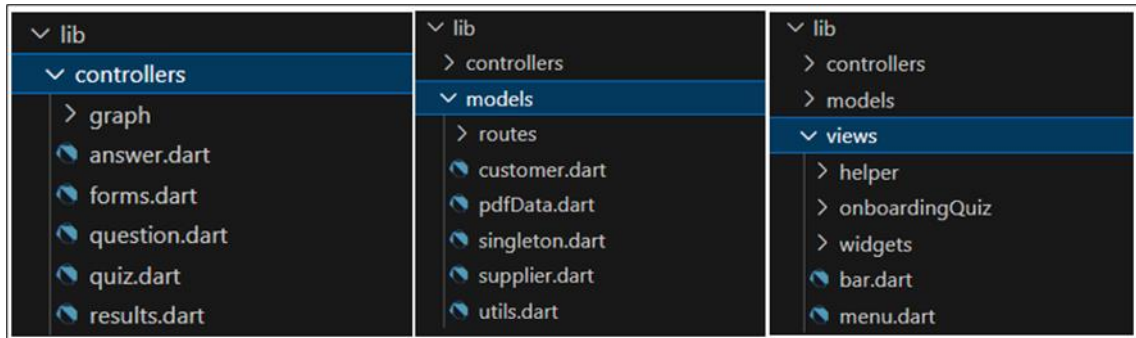 lib
controllers
graph
answer.dart
forms.dart
question.dart
quiz.dart
results.dart
lib
controllers
models
routes
customer.dart
pdfData.dart
singleton.dart
supplier.dart
utils.dart
lib
controllers
models
views
helper
onboardingQuiz
widgets
bar.dart
menu.dart